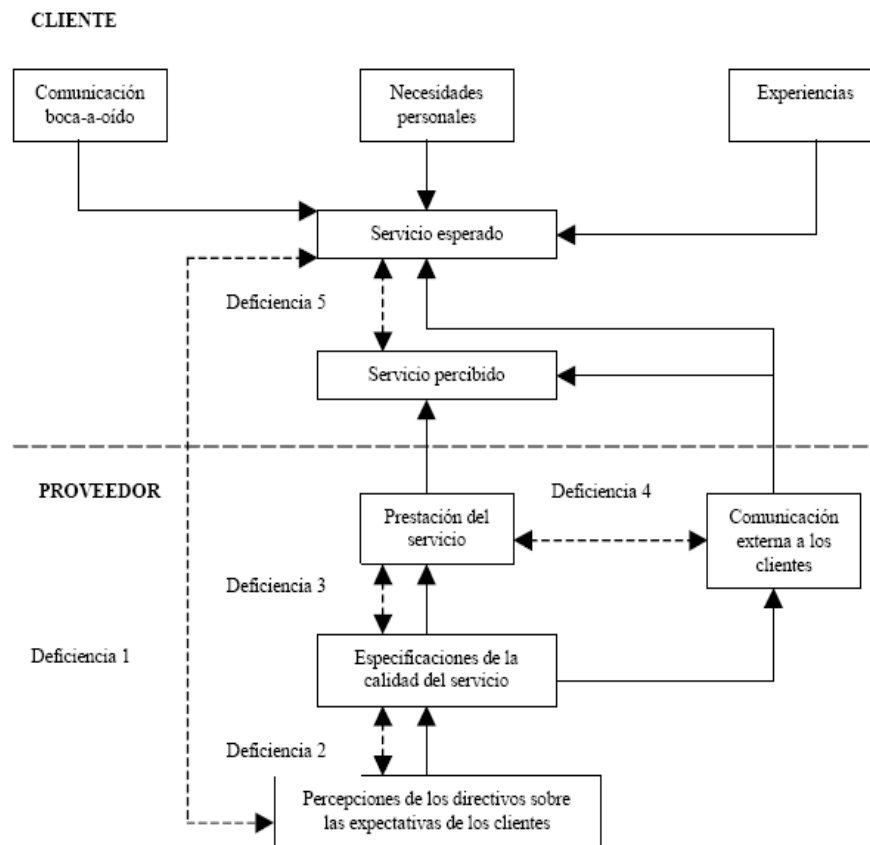 CLIENTE
Comunicación
boca-a-oído
Necesidades
personales
Experiencias
Servicio esperado
Deficiencia 5
Servicio percibido
PROVEEDOR
Deficiencia 4
Prestación del
servicio
Comunicación
externa a los
clientes
Deficiencia 3
Deficiencia 1
Especificaciones de la
calidad del servicio
Deficiencia 2
Percepciones de los directivos sobre
las expectativas de los clientes